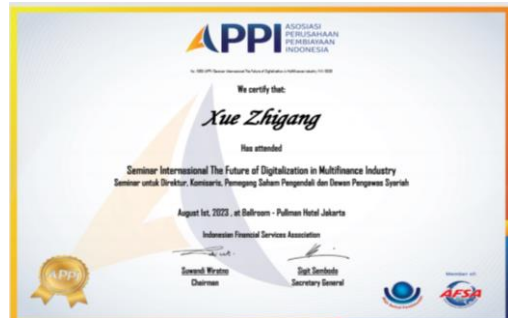 APPI
ASOSIASI
PERUSAHAAN
PEMBIAYAAN
INDONESIA
We certify that:
Xue Zhigang
Has attended
Seminar Internasional The Future of Digitalization in Multifinance Industry
Seminar untuk Direktur, Komisaris, Pemegang Saham Pengendali dan Dewan Pengawas Syariah
August 1st, 2023 , at Ballroom - Pullman Hotel Jakarta
Indonesian Financial Services Association
Suwandi Wiratno
Chairman
Sigit Sembodo
Secretary General
APPI
Member of:
AFSA